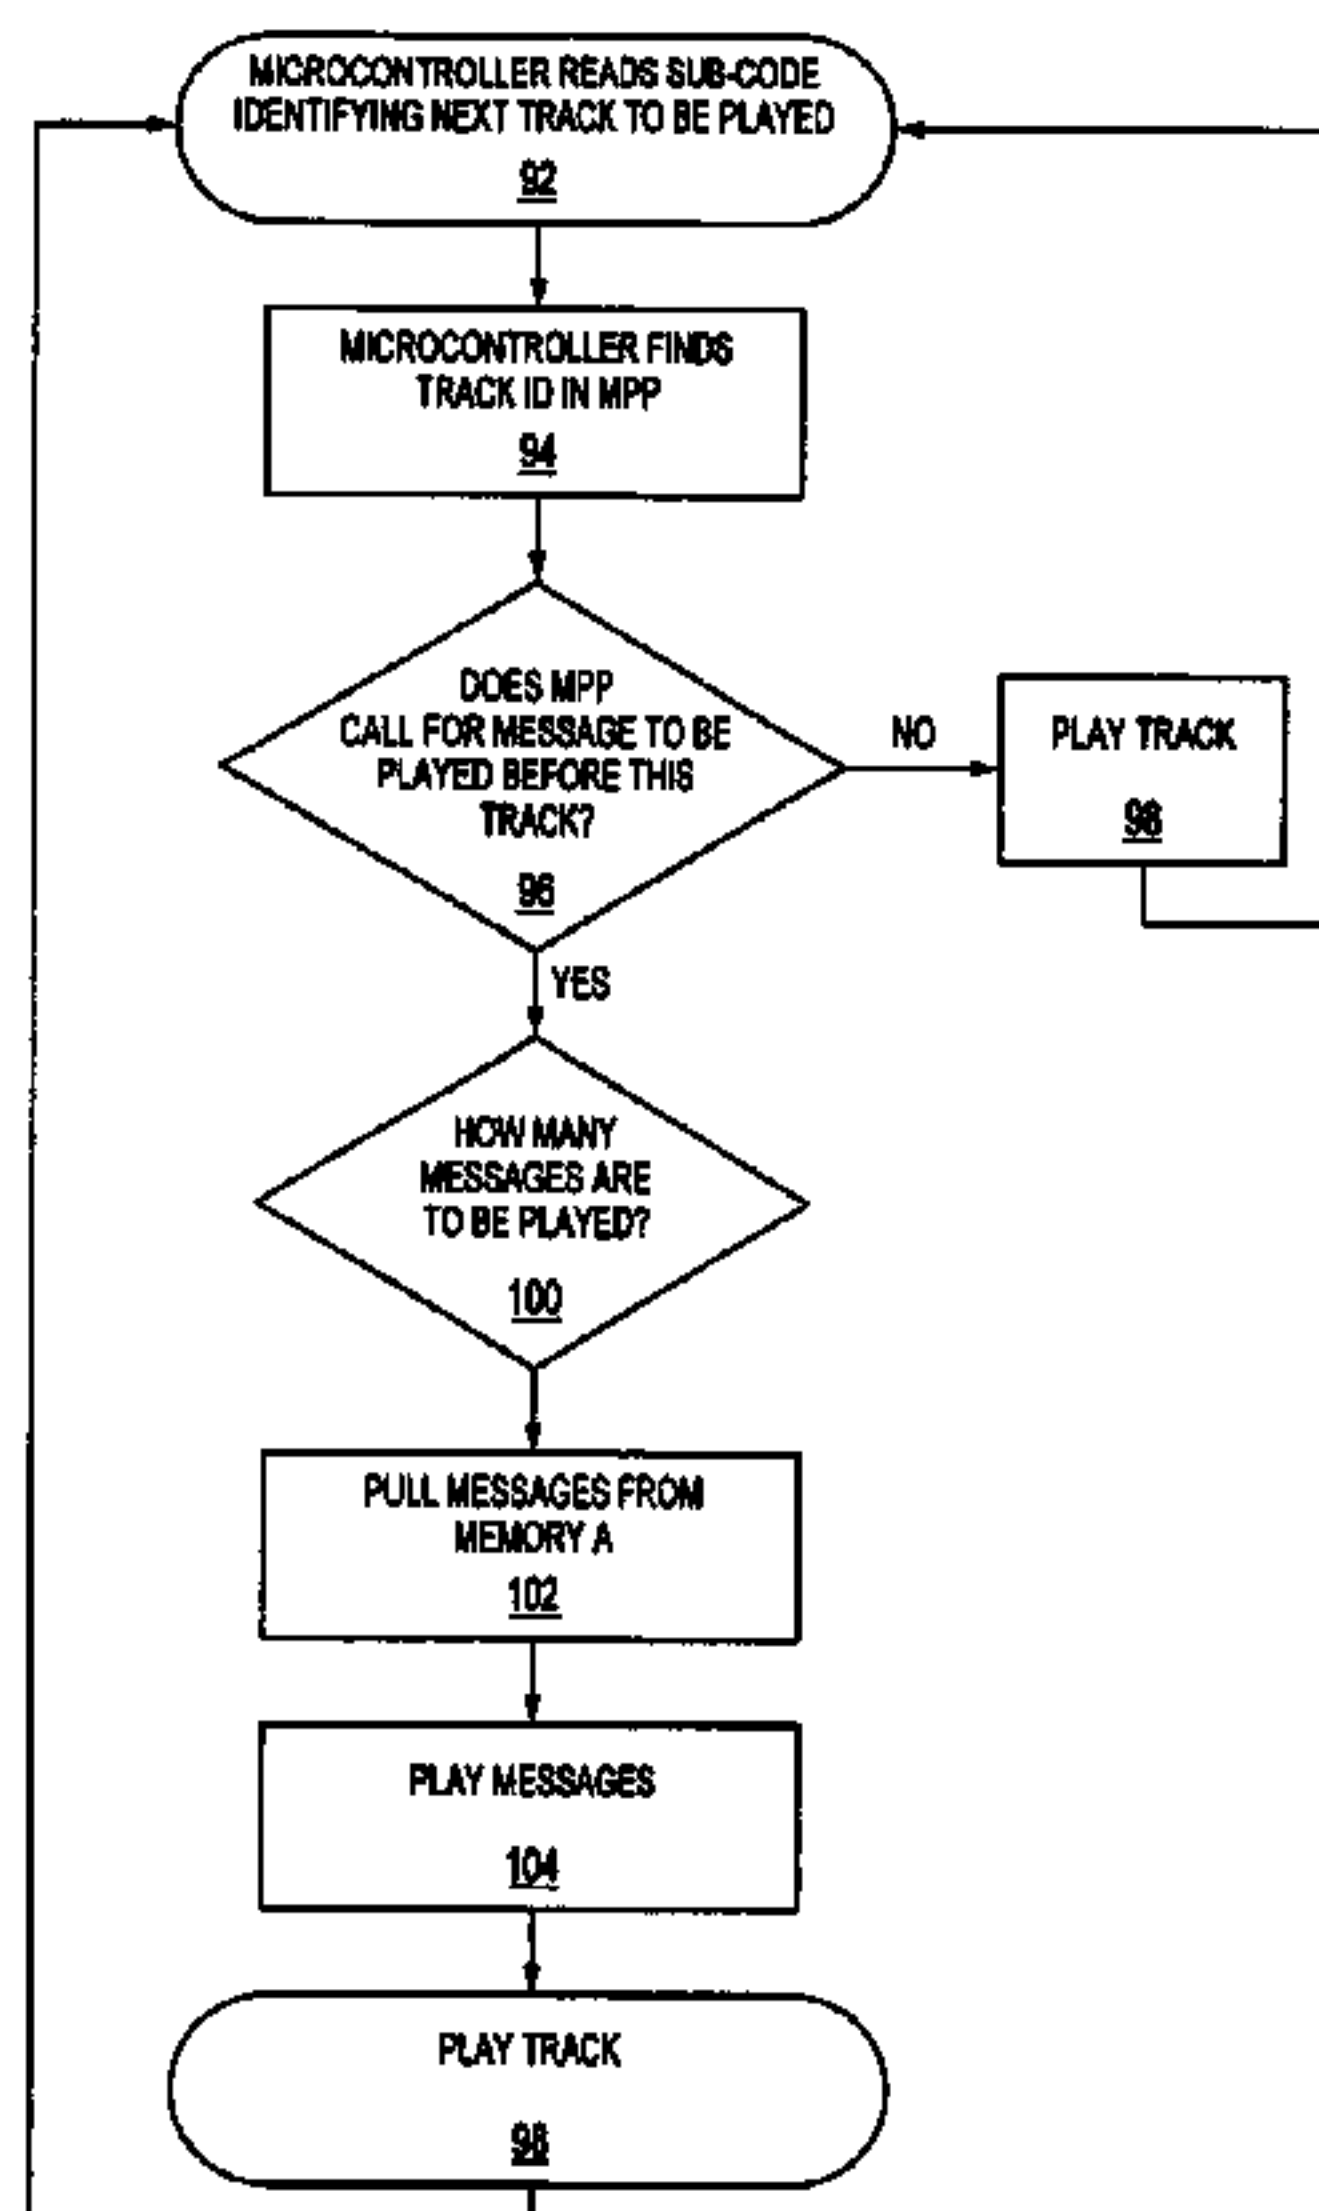 MICROCONTROLLER READS SUB-CODE
IDENTIFYING NEXT TRACK TO BE PLAYED
92
MICROCONTROLLER FINDS
TRACK ID IN MPP
94
DOES MPP
CALL FOR MESSAGE TO BE
PLAYED BEFORE THIS
TRACK?
96
NO
PLAY TRACK
98
YES
HOW MANY
MESSAGES ARE
TO BE PLAYED?
100
PULL MESSAGES FROM
MEMORY A
102
PLAY MESSAGES
104
PLAY TRACK
98